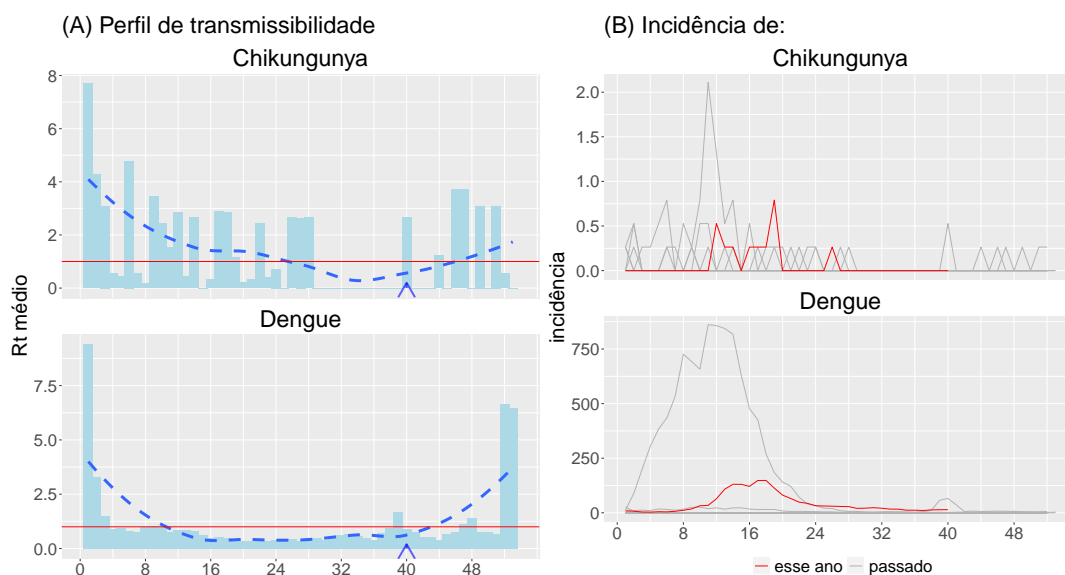 (A) Perfil de transmissibilidade
Chikungunya
8
6
4
2
0
Dengue
7.5
5.0
2.5
0.0
0 8 16 24 32 40 48
Rt médio
(B) Incidência de:
Chikungunya
2.0
1.5
1.0
0.5
0.0
Dengue
750
500
250
0
0 8 16 24 32 40 48
incidência
esse ano passado